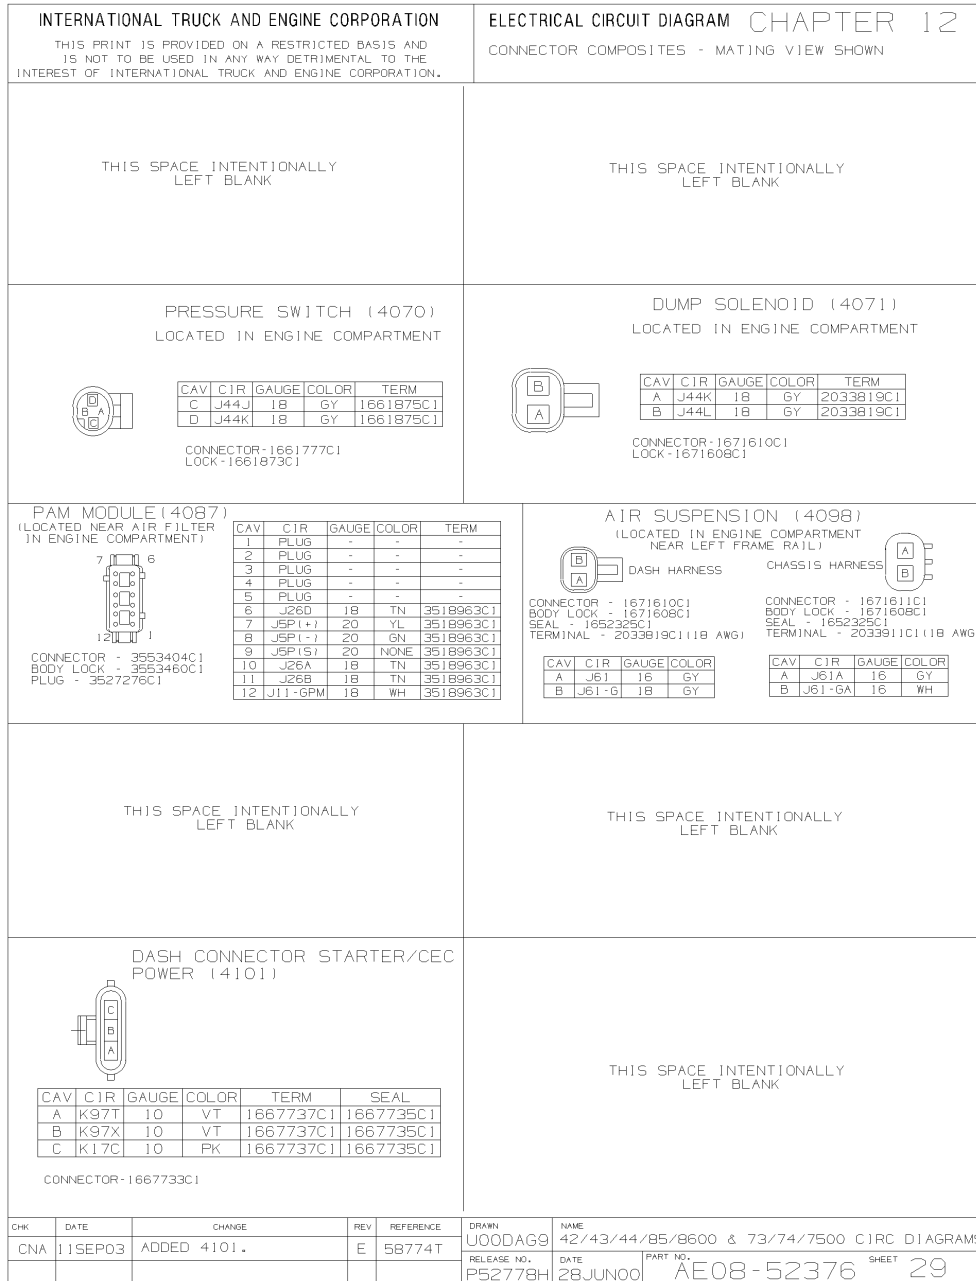 INTERNATIONAL TRUCK AND ENGINE CORPORATION
THIS PRINT IS PROVIDED ON A RESTRICTED BASIS AND
IS NOT TO BE USED IN ANY WAY DETRIMENTAL TO THE
INTEREST OF INTERNATIONAL TRUCK AND ENGINE CORPORATION.
ELECTRICAL CIRCUIT DIAGRAM CHAPTER 12
CONNECTOR COMPOSITES - MATING VIEW SHOWN
THIS SPACE INTENTIONALLY
LEFT BLANK
THIS SPACE INTENTIONALLY
LEFT BLANK
PRESSURE SWITCH (4070)
LOCATED IN ENGINE COMPARTMENT
D
B A
C
CAV CIR GAUGE COLOR TERM
C J44J 18 GY 1661875C1
D J44K 18 GY 1661875C1
CONNECTOR-1661777C1
LOCK-1661873C1
DUMP SOLENOID (4071)
LOCATED IN ENGINE COMPARTMENT
B
A
CAV CIR GAUGE COLOR TERM
A J44K 18 GY 2033819C1
B J44L 18 GY 2033819C1
CONNECTOR-1671610C1
LOCK-1671608C1
PAM MODULE(4087)
(LOCATED NEAR AIR FILTER
IN ENGINE COMPARTMENT)
7 6
12 1
CONNECTOR - 3553404C1
BODY LOCK - 3553460C1
PLUG - 3527276C1
CAV CIR GAUGE COLOR TERM
1 PLUG - - -
2 PLUG - - -
3 PLUG - - -
4 PLUG - - -
5 PLUG - - -
6 J26D 18 TN 3518963C1
7 J5P(+) 20 YL 3518963C1
8 J5P(-) 20 GN 3518963C1
9 J5P(S) 20 NONE 3518963C1
10 J26A 18 TN 3518963C1
11 J26B 18 TN 3518963C1
12 J11-GPM 18 WH 3518963C1
AIR SUSPENSION (4098)
(LOCATED IN ENGINE COMPARTMENT
NEAR LEFT FRAME RAIL)
B
A
DASH HARNESS
CONNECTOR - 1671610C1
BODY LOCK - 1671608C1
SEAL - 1652325C1
TERMINAL - 2033819C1(18 AWG)
CAV CIR GAUGE COLOR
A J61 16 GY
B J61-G 18 GY
CHASSIS HARNESS
A
B
CONNECTOR - 1671611C1
BODY LOCK - 1671608C1
SEAL - 1652325C1
TERMINAL - 2033911C1(18 AWG
CAV CIR GAUGE COLOR
A J61A 16 GY
B J61-GA 16 WH
THIS SPACE INTENTIONALLY
LEFT BLANK
THIS SPACE INTENTIONALLY
LEFT BLANK
DASH CONNECTOR STARTER/CEC
POWER (4101)
C
B
A
CAV CIR GAUGE COLOR TERM SEAL
A K97T 10 VT 1667737C1 1667735C1
B K97X 10 VT 1667737C1 1667735C1
C K17C 10 PK 1667737C1 1667735C1
CONNECTOR-1667733C1
THIS SPACE INTENTIONALLY
LEFT BLANK
CHK DATE CHANGE REV REFERENCE
CNA 11SEP03 ADDED 4101. E 58774T
DRAWN NAME
U00DAG9 42/43/44/85/8600 & 73/74/7500 CIRC DIAGRAMS
RELEASE NO. DATE PART NO. SHEET
P52778H 28JUN00 AE08-52376 29